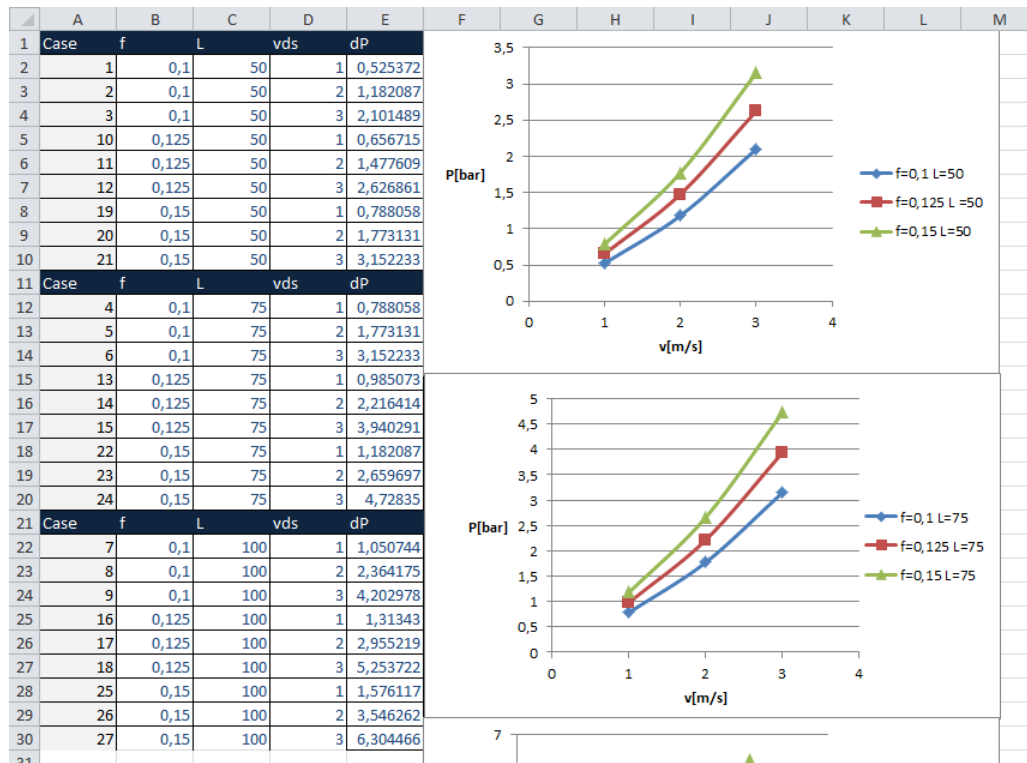 A B C D E F G H I J K L M
1 Case f L vds dP
2 1 0,1 50 1 0,525372
3 2 0,1 50 2 1,182087
4 3 0,1 50 3 2,101489
5 10 0,125 50 1 0,656715
6 11 0,125 50 2 1,477609
7 12 0,125 50 3 2,626861
8 19 0,15 50 1 0,788058
9 20 0,15 50 2 1,773131
10 21 0,15 50 3 3,152233
11 Case f L vds dP
12 4 0,1 75 1 0,788058
13 5 0,1 75 2 1,773131
14 6 0,1 75 3 3,152233
15 13 0,125 75 1 0,985073
16 14 0,125 75 2 2,216414
17 15 0,125 75 3 3,940291
18 22 0,15 75 1 1,182087
19 23 0,15 75 2 2,659697
20 24 0,15 75 3 4,72835
21 Case f L vds dP
22 7 0,1 100 1 1,050744
23 8 0,1 100 2 2,364175
24 9 0,1 100 3 4,202978
25 16 0,125 100 1 1,31343
26 17 0,125 100 2 2,955219
27 18 0,125 100 3 5,253722
28 25 0,15 100 1 1,576117
29 26 0,15 100 2 3,546262
30 27 0,15 100 3 6,304466
31
3,5
3
2,5
2
P[bar]
1,5
1
0,5
0
0 1 2 3 4
v[m/s]
f=0,1 L=50
f=0,125 L =50
f=0,15 L=50
5
4,5
4
3,5
3
P[bar] 2,5
2
1,5
1
0,5
0
0 1 2 3 4
v[m/s]
f=0,1 L=75
f=0,125 L=75
f=0,15 L=75
7